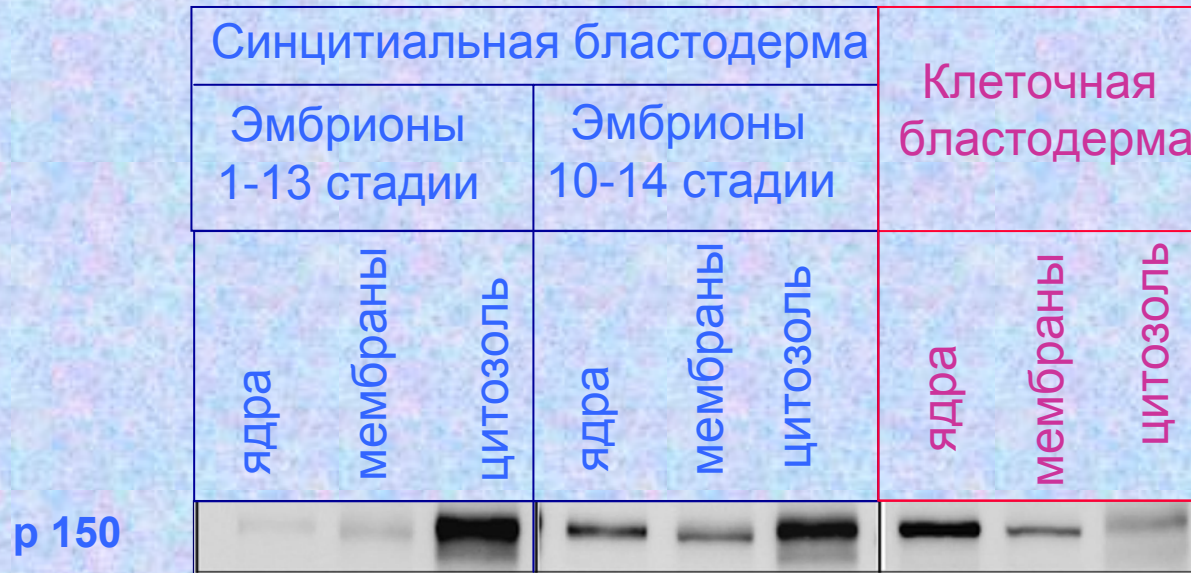 Синцитиальная бластодерма
Клеточная
бластодерма
Эмбрионы
1-13 стадии
Эмбрионы
10-14 стадии
ядра
мембраны
цитозоль
ядра
мембраны
цитозоль
ядра
мембраны
цитозоль
p 150